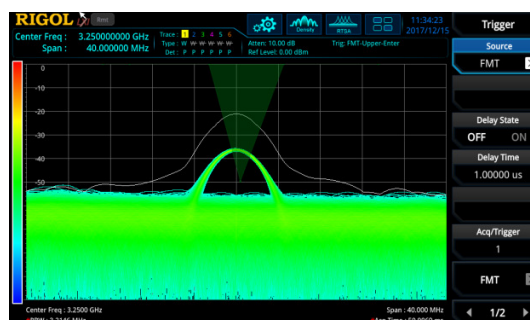 RIGOL
Rmt
Density
RTSA
11:34:23
2017/12/15
Center Freq : 3.250000000 GHz
Span : 40.000000 MHz
Trace : 1 2 3 4 5 6
Type : W W W W W W
Det : P P P P P P
Atten: 10.00 dB
Ref Level: 0.00 dBm
Trig: FMT-Upper-Enter
0
-10
-20
-30
-40
-50
Center Freq : 3.2500 GHz
Span : 40.000 MHz
Trigger
Source
FMT
Delay State
OFF ON
Delay Time
1.00000 us
Acq/Trigger
1
FMT
1/2